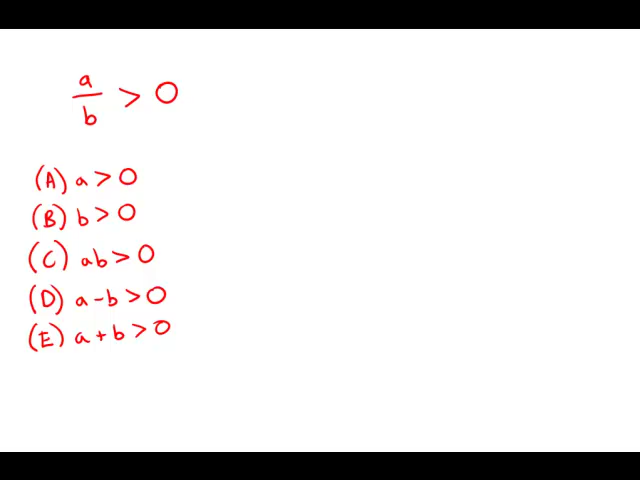 a/b > 0
(A) a > 0
(B) b > 0
(C) ab > 0
(D) a - b > 0
(E) a + b > 0